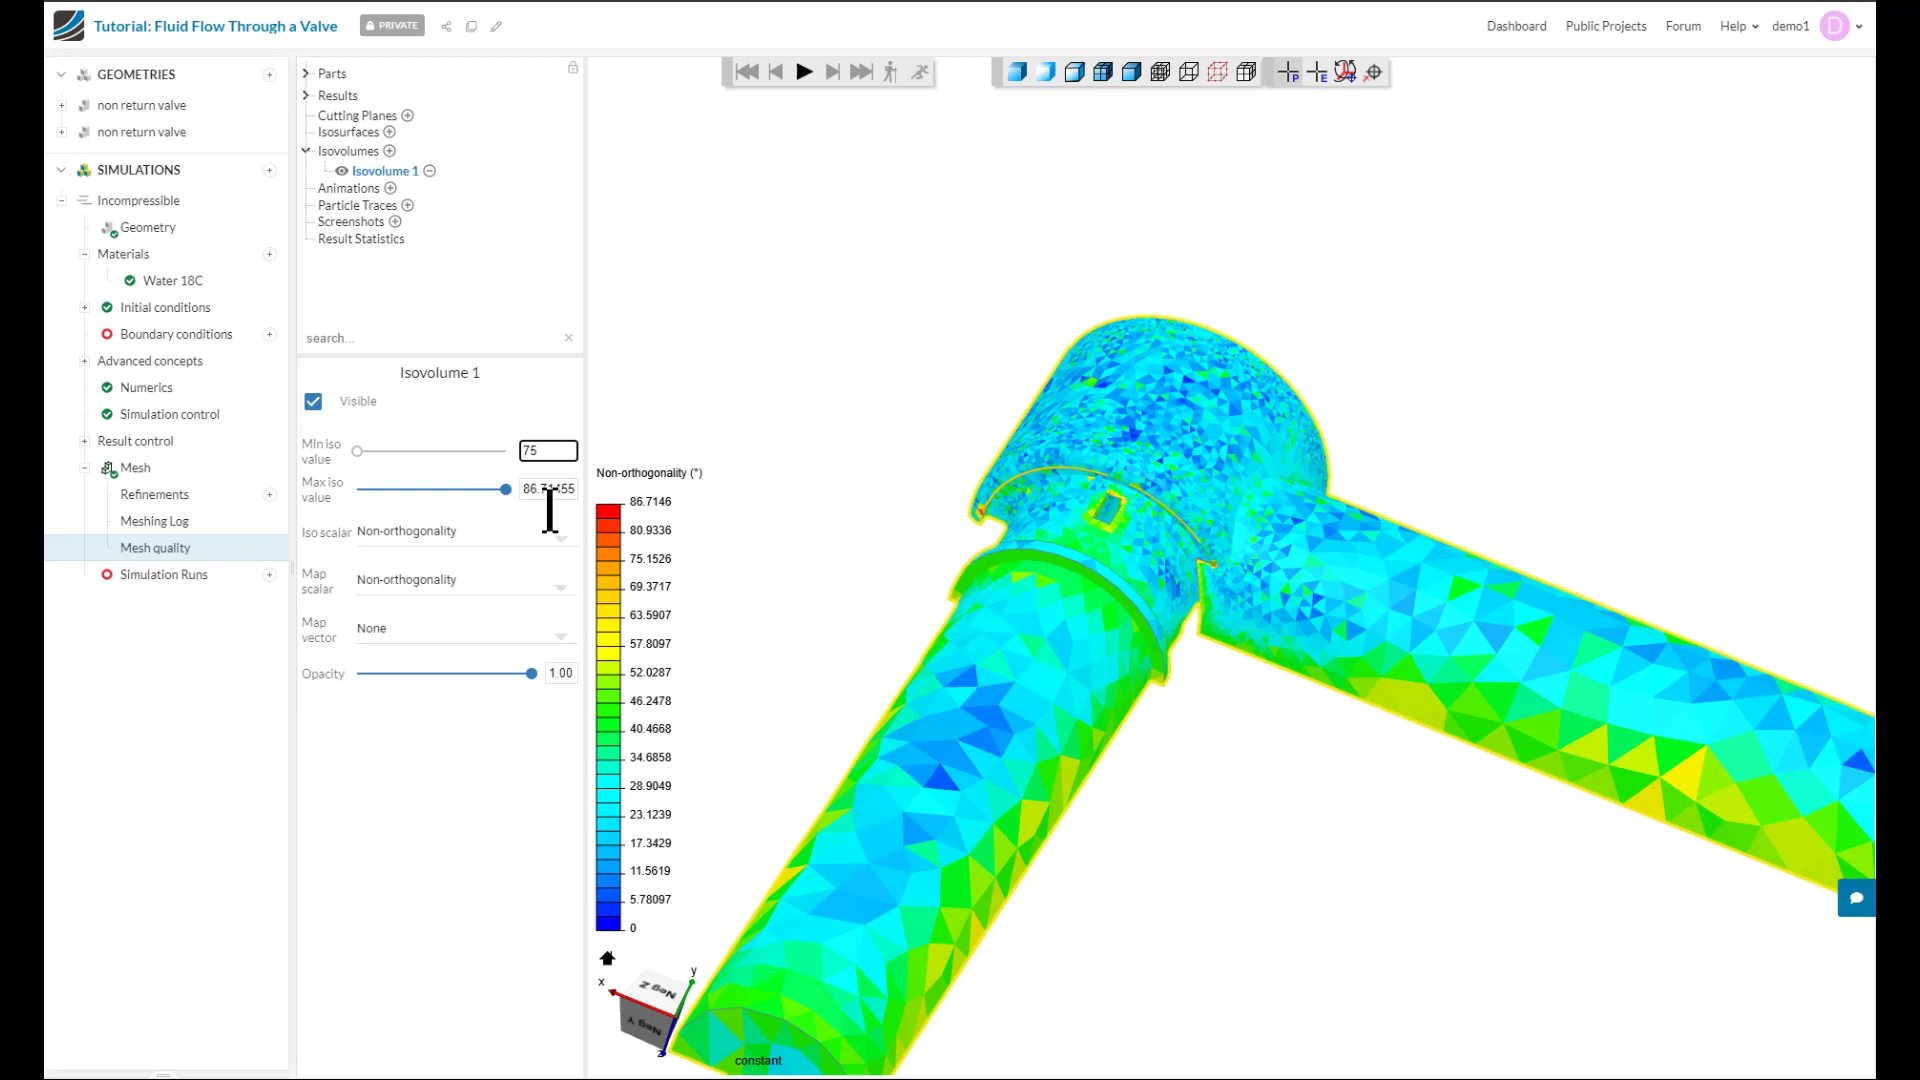 Tutorial: Fluid Flow Through a Valve
PRIVATE
Dashboard
Public Projects
Forum
Help
demo1
D
GEOMETRIES
non return valve
non return valve
SIMULATIONS
Incompressible
Geometry
Materials
Water 18C
Initial conditions
Boundary conditions
Advanced concepts
Numerics
Simulation control
Result control
Mesh
Refinements
Meshing Log
Mesh quality
Simulation Runs
Parts
Results
Cutting Planes
Isosurfaces
Isovolumes
Isovolume 1
Animations
Particle Traces
Screenshots
Result Statistics
search...
Isovolume 1
Visible
Min iso
value
75
Max iso
value
Iso scalar
Non-orthogonality
Map
scalar
Non-orthogonality
Map
vector
None
Opacity
1.00
P
E
Non-orthogonality (°)
86.7146
80.9336
75.1526
69.3717
63.5907
57.8097
52.0287
46.2478
40.4668
34.6858
28.9049
23.1239
17.3429
11.5619
5.78097
0
x
y
z
Neg Z
Neg Y
constant